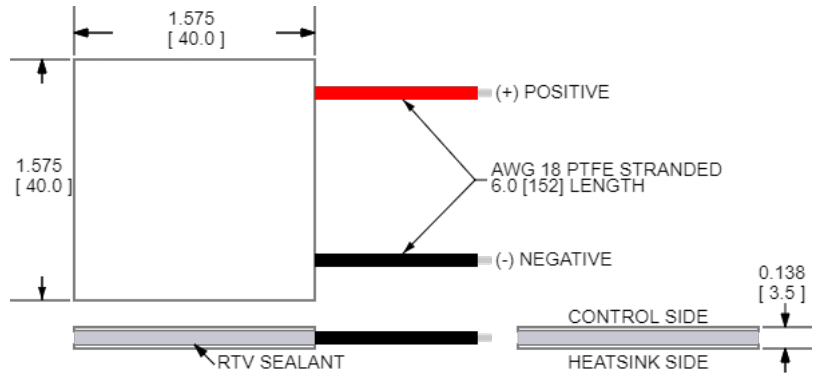 1.575
[ 40.0 ]
(+) POSITIVE
1.575
[ 40.0 ]
AWG 18 PTFE STRANDED
6.0 [152] LENGTH
(-) NEGATIVE
0.138
[ 3.5 ]
CONTROL SIDE
RTV SEALANT
HEATSINK SIDE